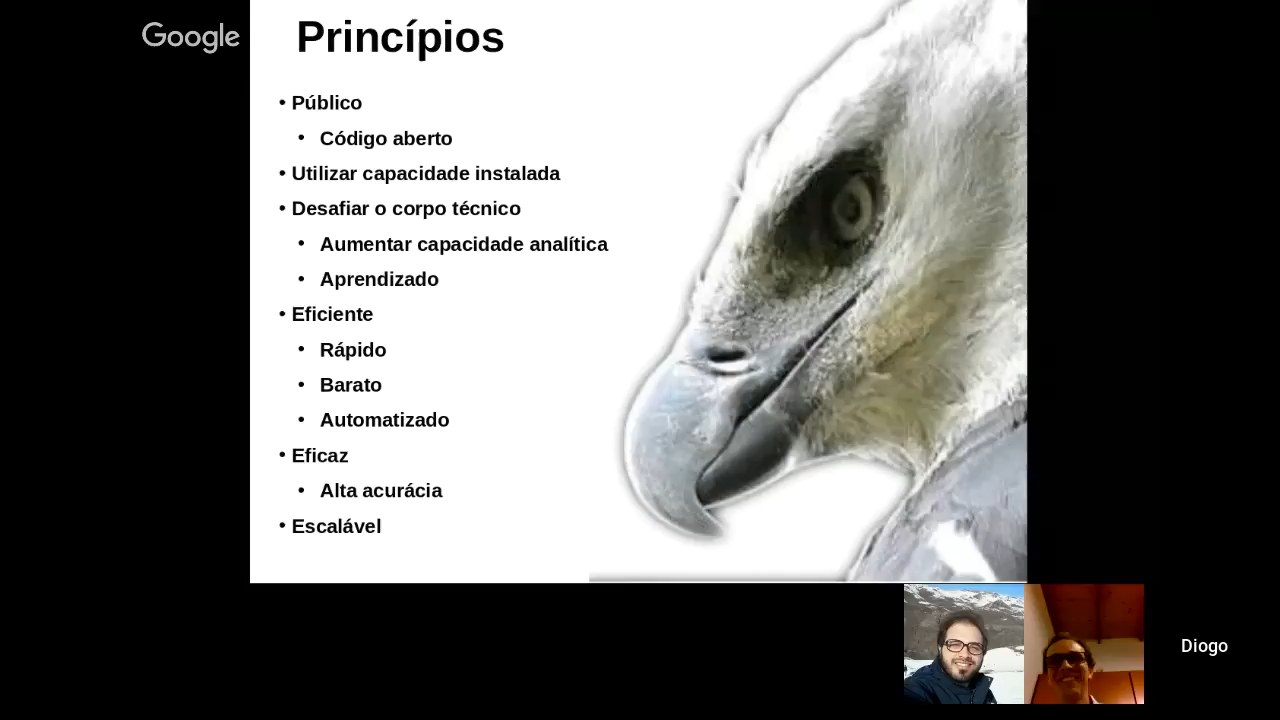 Google
Princípios
• Público
• Código aberto
• Utilizar capacidade instalada
• Desafiar o corpo técnico
• Aumentar capacidade analítica
• Aprendizado
• Eficiente
• Rápido
• Barato
• Automatizado
• Eficaz
• Alta acurácia
• Escalável
Diogo